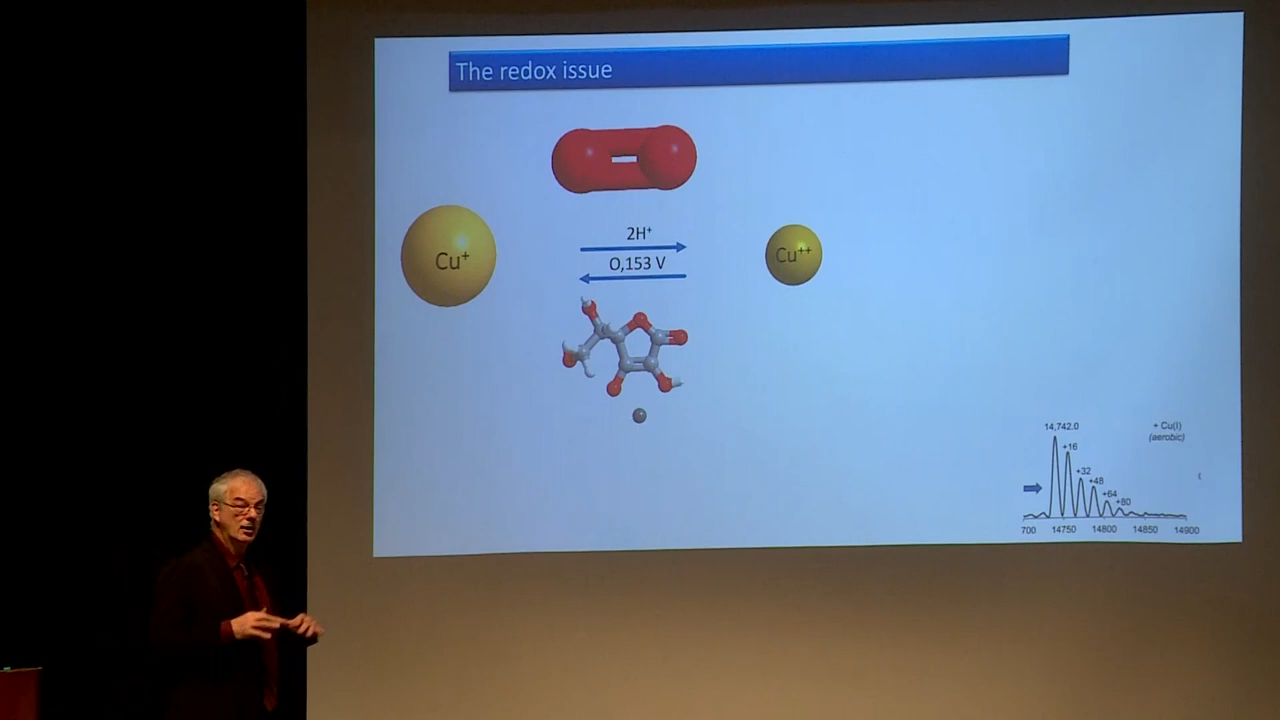 The redox issue
2H⁺
Cu⁺
0,153 V
Cu⁺⁺
14,742.0
+ Cu(I)
(aerobic)
+16
+32
+48
+64
+80
700 14750 14800 14850 14900